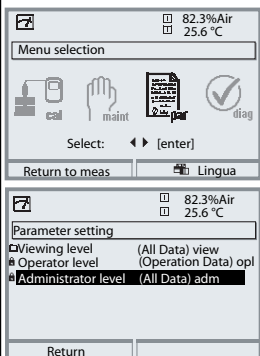 82.3%Air
25.6 °C
Menu selection
cal maint par diag
Select: [enter]
Return to meas Lingua
82.3%Air
25.6 °C
Parameter setting
Viewing level (All Data) view
Operator level (Operation Data) opl
Administrator level (All Data) adm
Return